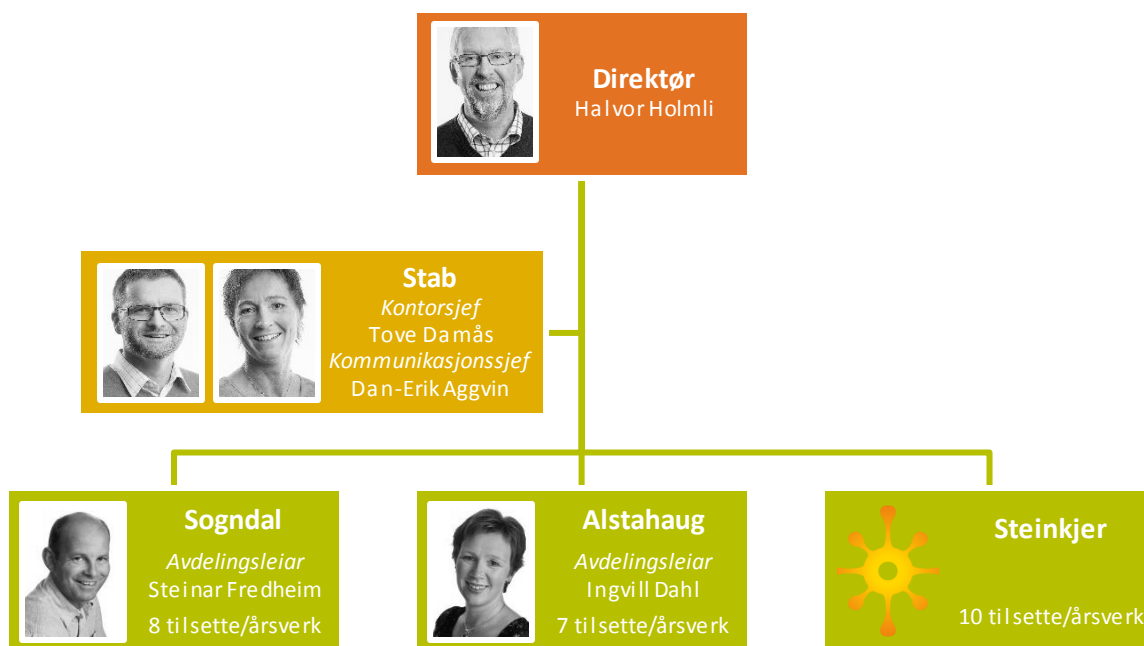 Direktør
Halvor Holmli
Stab
Kontorsjef
Tove Damås
Kommunikasjonssjef
Dan-Erik Aggvin
Sogndal
Avdelingsleiar
Steinar Fredheim
8 tilsette/årsverk
Alstahaug
Avdelingsleiar
Ingvill Dahl
7 tilsette/årsverk
Steinkjer
10 tilsette/årsverk